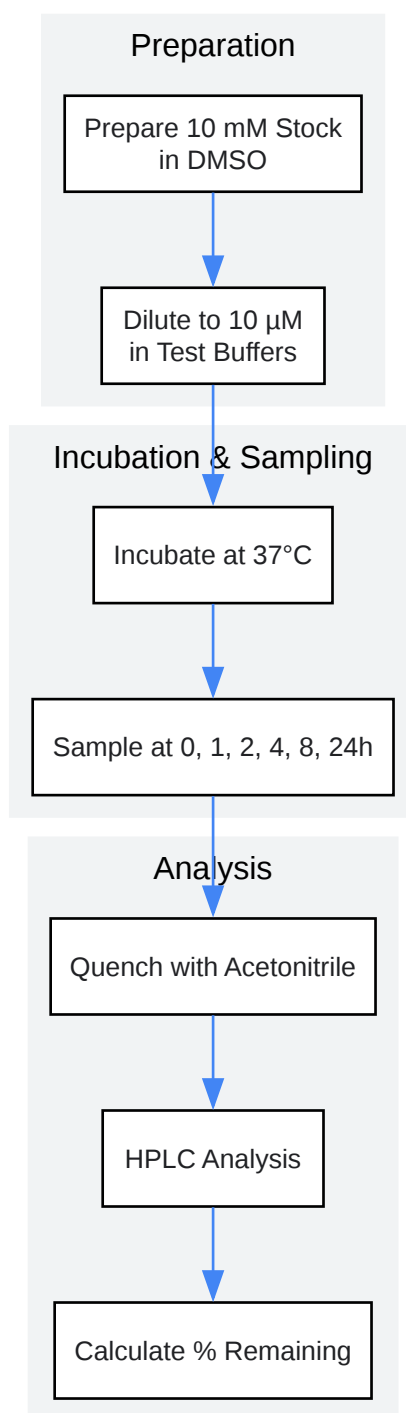 Preparation
Prepare 10 mM Stock
in DMSO
Dilute to 10 µM
in Test Buffers
Incubation & Sampling
Incubate at 37°C
Sample at 0, 1, 2, 4, 8, 24h
Analysis
Quench with Acetonitrile
HPLC Analysis
Calculate % Remaining